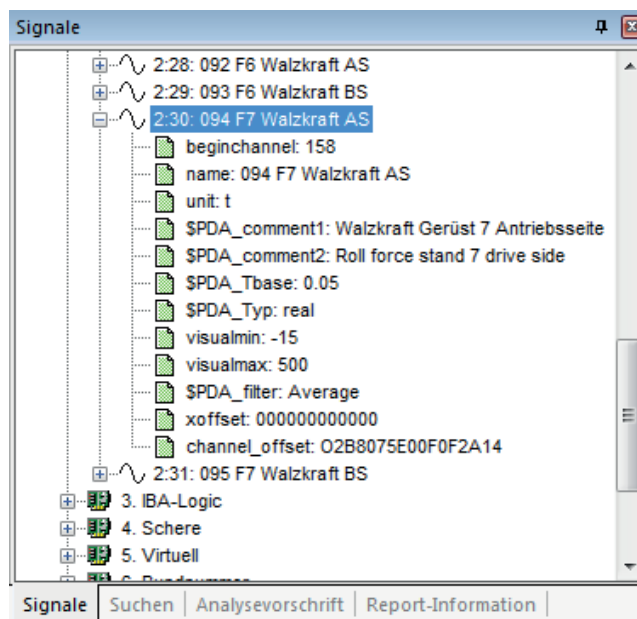 Signale
2:28: 092 F6 Walzkraft AS
2:29: 093 F6 Walzkraft BS
2:30: 094 F7 Walzkraft AS
beginchannel: 158
name: 094 F7 Walzkraft AS
unit: t
$PDA_comment1: Walzkraft Gerüst 7 Antriebsseite
$PDA_comment2: Roll force stand 7 drive side
$PDA_Tbase: 0.05
$PDA_Typ: real
visualmin: -15
visualmax: 500
$PDA_filter: Average
xoffset: 000000000000
channel_offset: O2B8075E00F0F2A14
2:31: 095 F7 Walzkraft BS
3. IBA-Logic
4. Schere
5. Virtuell
Signale Suchen Analysevorschrift Report-Information